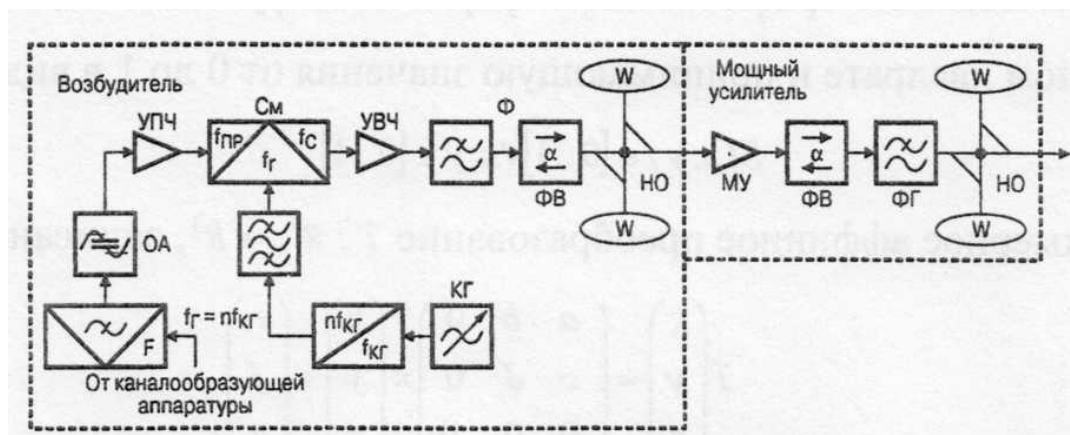 Возбудитель
УПЧ
См
fПР
fС
fг
УВЧ
Ф
α
ФВ
W
НО
W
ОА
F
fГ = nfКГ
nfКГ
fКГ
КГ
От каналообразующей
аппаратуры
Мощный
усилитель
МУ
α
ФВ
ФГ
W
НО
W